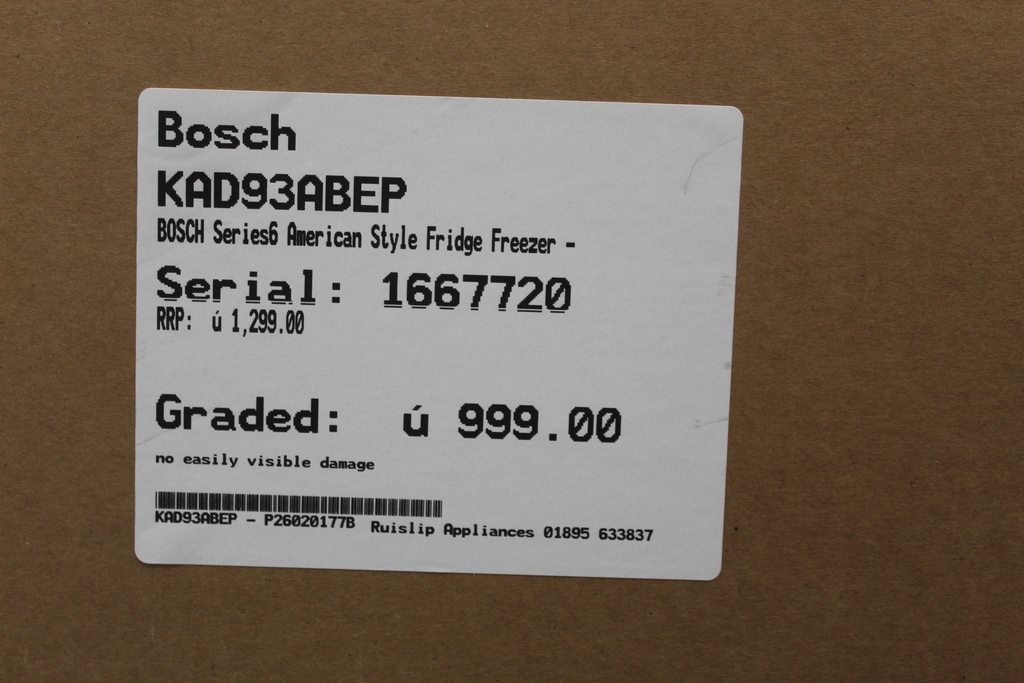 Bosch
KAD93ABEP
BOSCH Series6 American Style Fridge Freezer -
Serial: 1667720
RRP: ú 1,299.00
Graded: ú 999.00
no easily visible damage
KAD93ABEP - P26020177B Ruislip Appliances 01895 633837